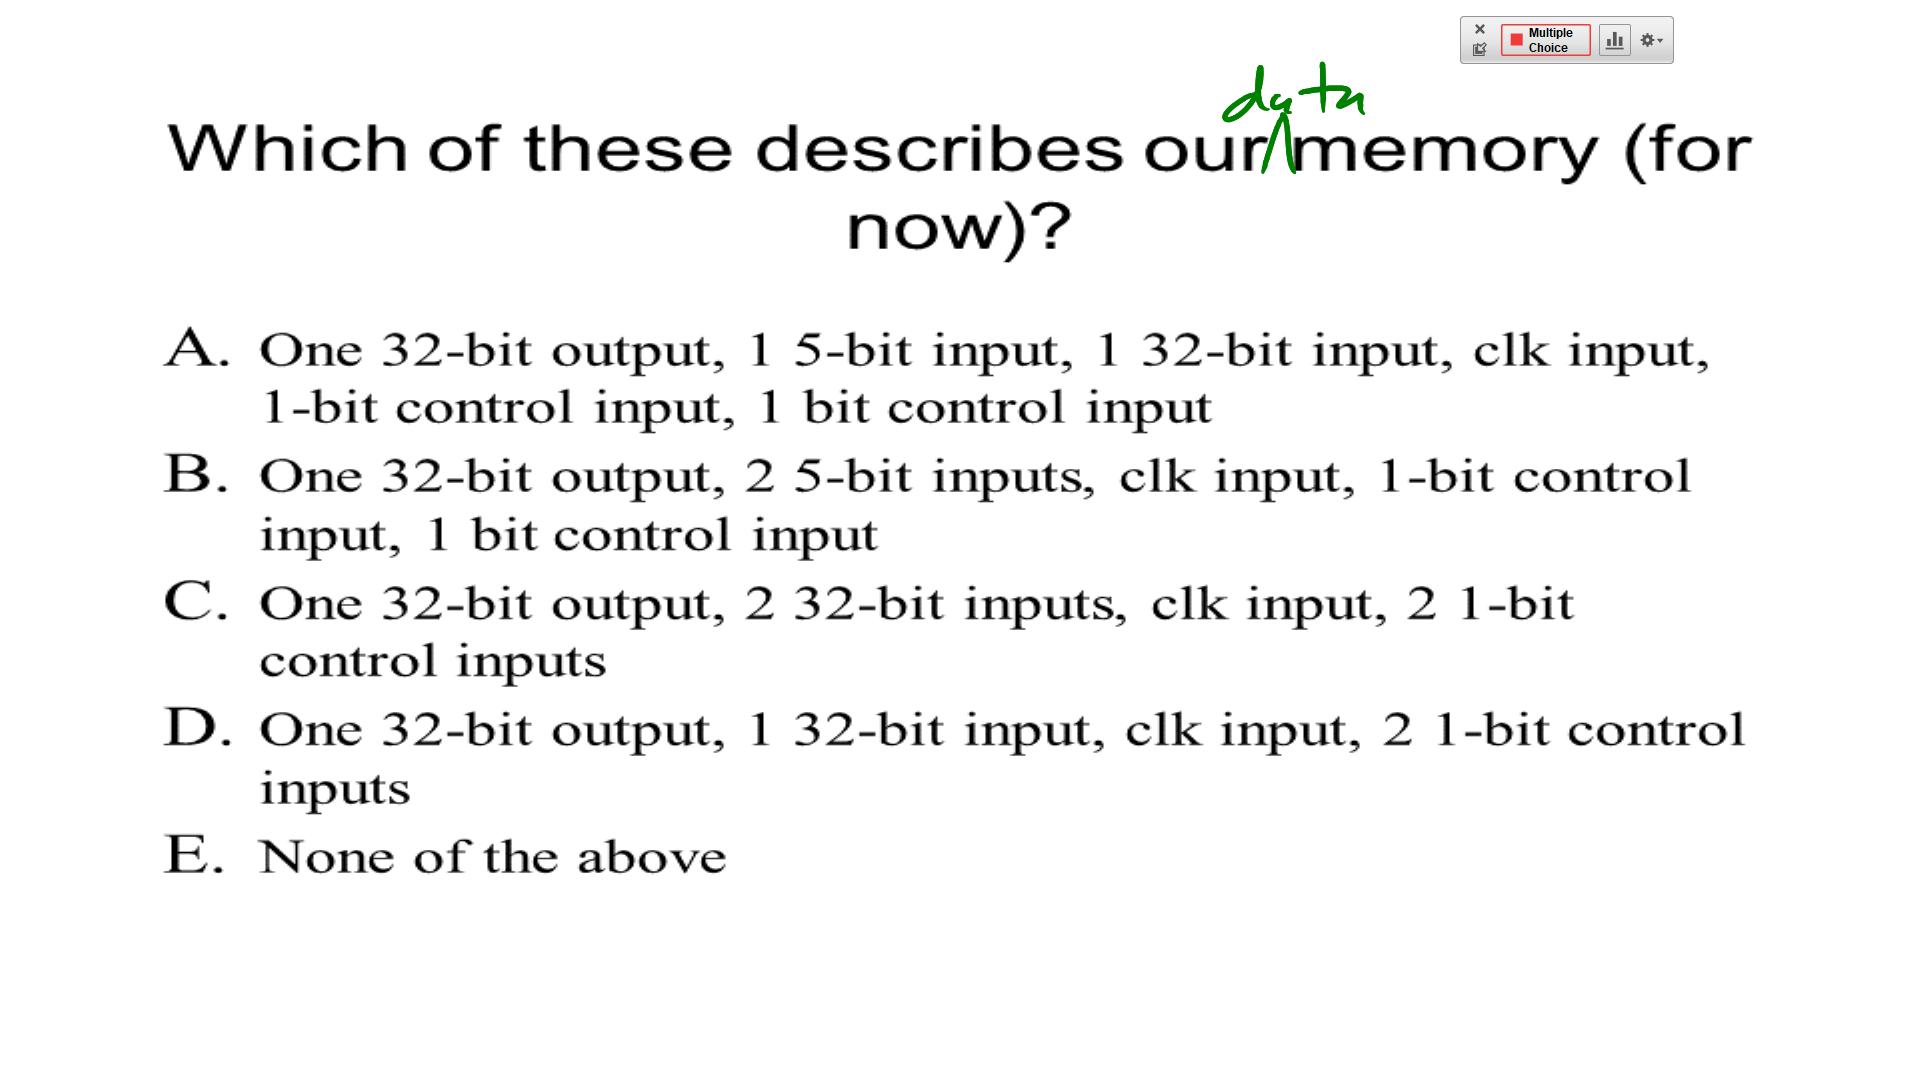 Multiple
Choice
data
Which of these describes our memory (for
now)?
A. One 32-bit output, 1 5-bit input, 1 32-bit input, clk input,
1-bit control input, 1 bit control input
B. One 32-bit output, 2 5-bit inputs, clk input, 1-bit control
input, 1 bit control input
C. One 32-bit output, 2 32-bit inputs, clk input, 2 1-bit
control inputs
D. One 32-bit output, 1 32-bit input, clk input, 2 1-bit control
inputs
E. None of the above